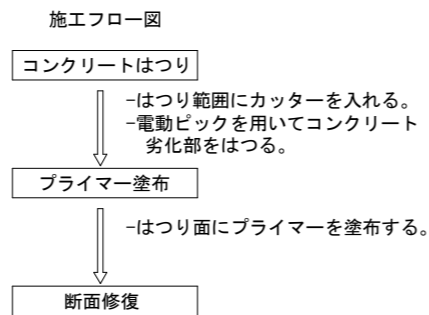 施工フロー図
コンクリートはつり
-はつり範囲にカッターを入れる。
-電動ピックを用いてコンクリート
劣化部をはつる。
プライマー塗布
-はつり面にプライマーを塗布する。
断面修復